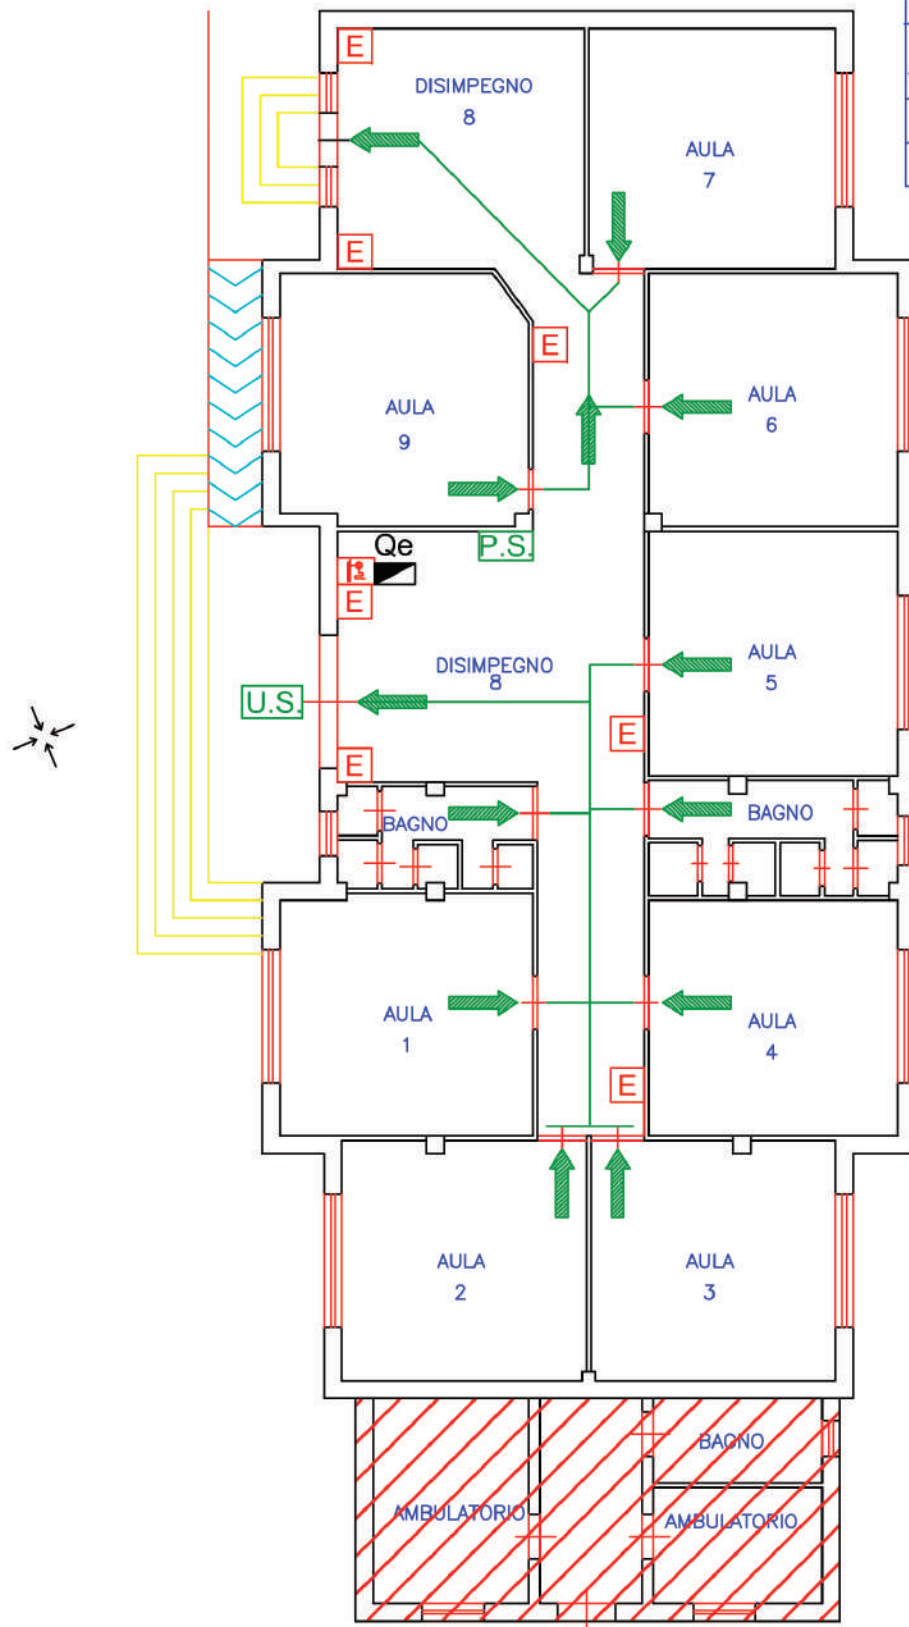 E
DISIMPEGNO
8
AULA
7
E
E
AULA
6
AULA
9
P.S.
Qe
E
AULA
5
DISIMPEGNO
8
U.S.
E
E
BAGNO
BAGNO
AULA
1
AULA
4
E
AULA
2
AULA
3
BAGNO
AMBULATORIO
AMBULATORIO